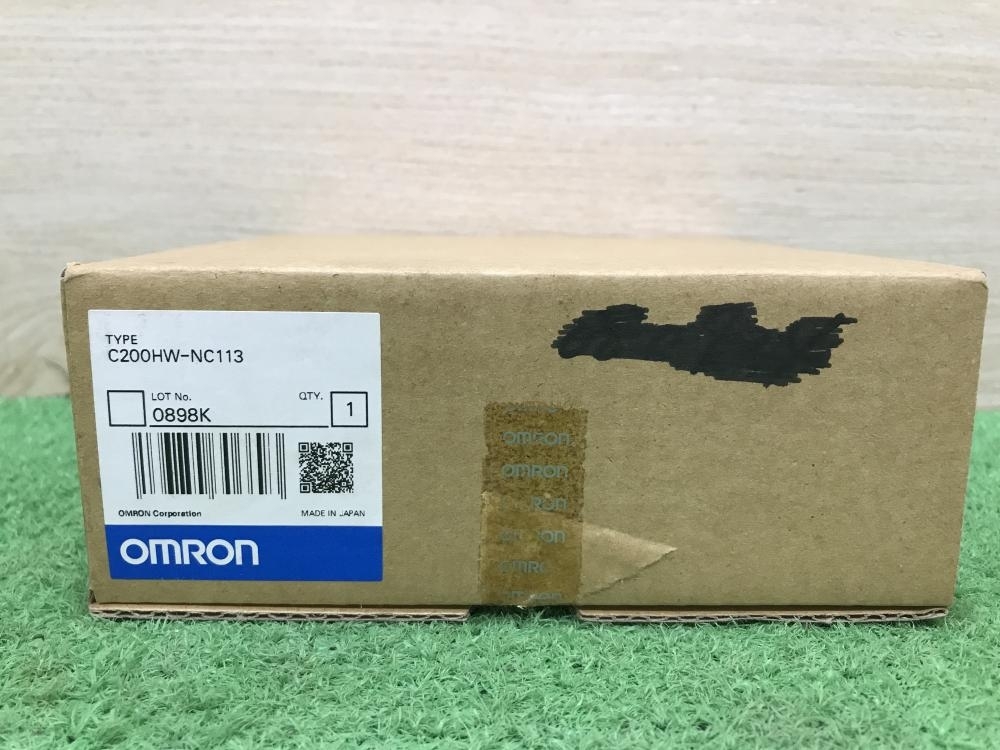 TYPE
C200HW-NC113
LOT No.
0898K
QTY.
1
OMRON Corporation
MADE IN JAPAN
OMRON
OMRON
OMRON